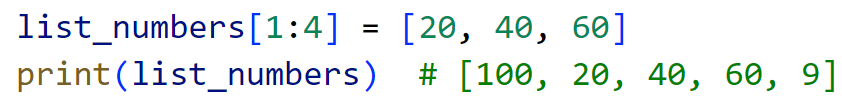 list_numbers[1:4] = [20, 40, 60]
print(list_numbers)  # [100, 20, 40, 60, 9]